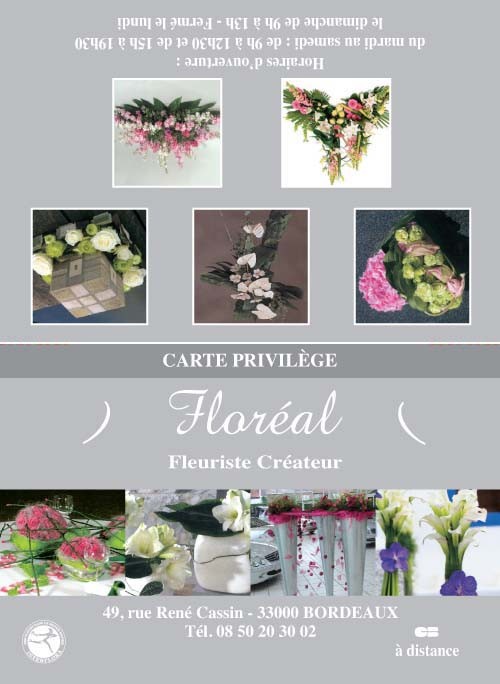 Horaires d'ouverture :
du mardi au samedi : de 9h à 12h30 et de 15h à 19h30
le dimanche de 9h à 13h - Fermé le lundi
CARTE PRIVILÈGE
Floréal
Fleuriste Créateur
49, rue René Cassin - 33000 BORDEAUX
Tél. 08 50 20 30 02
CB
à distance
INTERFLORA